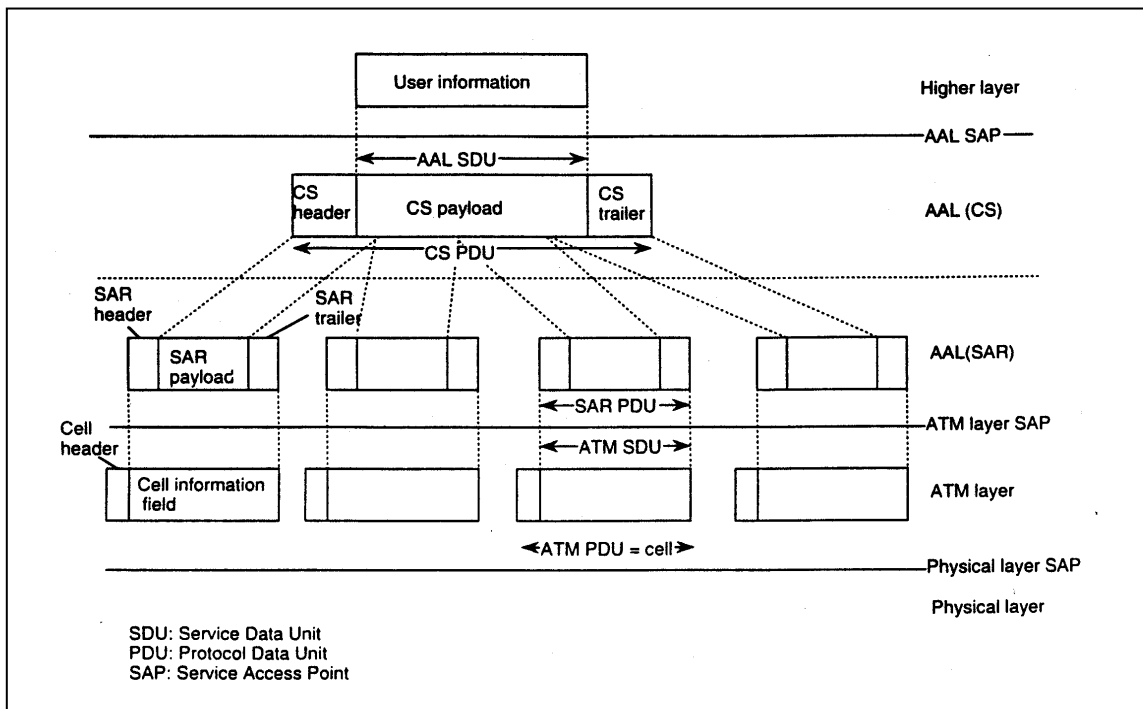 User information
Higher layer
AAL SAP
AAL SDU
CS
header
CS payload
CS
trailer
AAL (CS)
CS PDU
SAR
header
SAR
trailer
SAR
payload
AAL(SAR)
SAR PDU
ATM layer SAP
Cell
header
ATM SDU
Cell information
field
ATM layer
ATM PDU = cell
Physical layer SAP
Physical layer
SDU: Service Data Unit
PDU: Protocol Data Unit
SAP: Service Access Point